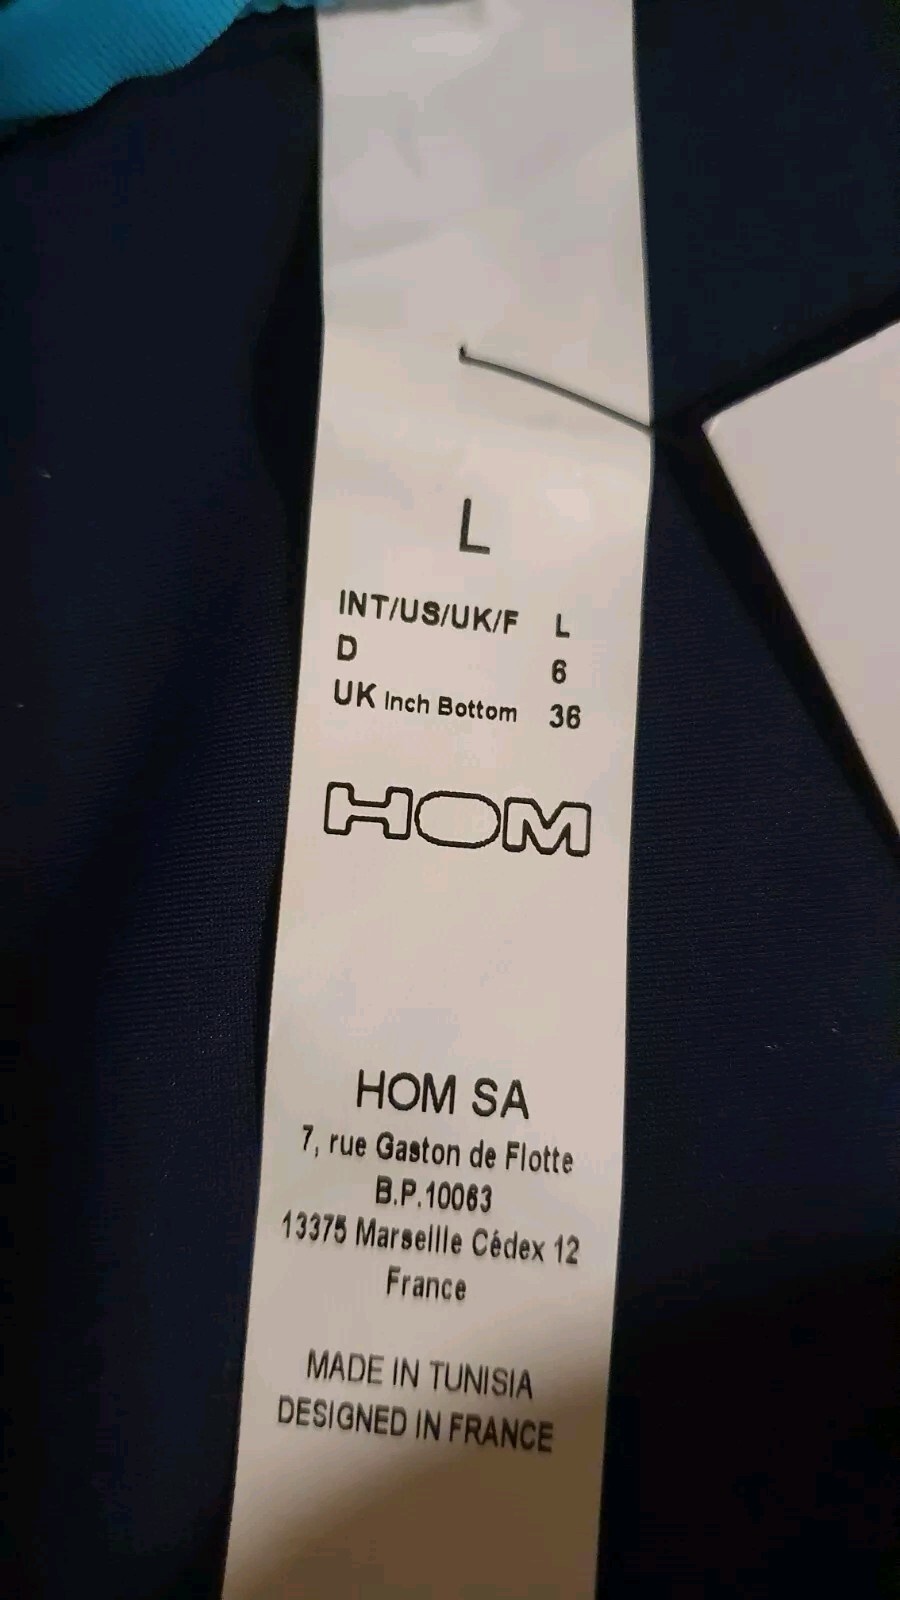 L
INT/US/UK/F L
D 6
UK Inch Bottom 36
HOM
HOM SA
7, rue Gaston de Flotte
B.P.10063
13375 Marseille Cédex 12
France
MADE IN TUNISIA
DESIGNED IN FRANCE